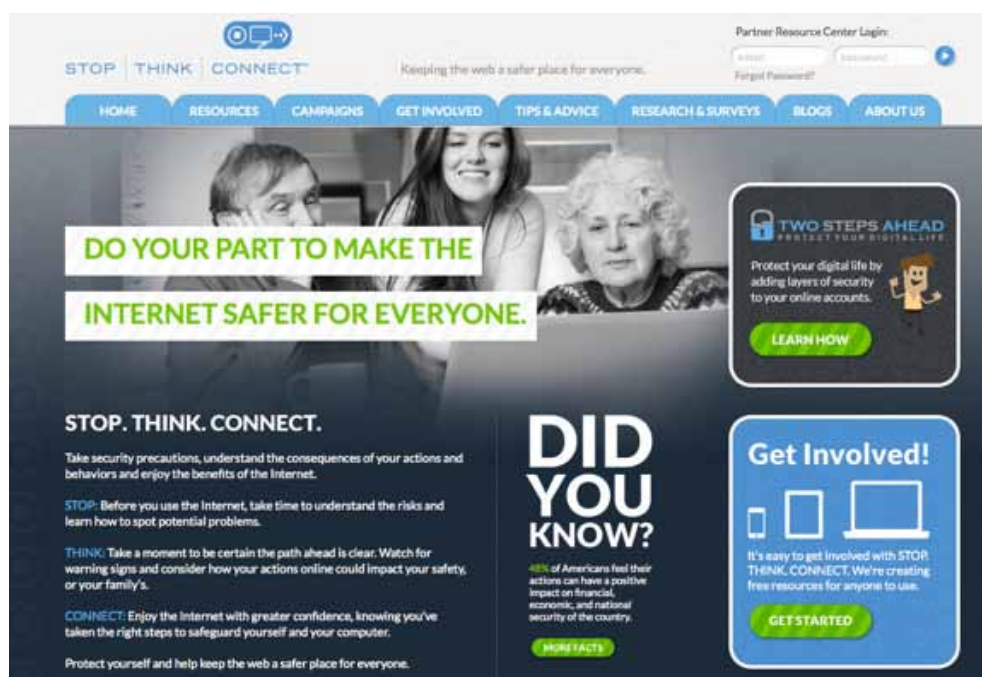 STOP | THINK | CONNECT™
Keeping the web a safer place for everyone.
Partner Resource Center Login:
Forgot Password?
HOME
RESOURCES
CAMPAIGNS
GET INVOLVED
TIPS & ADVICE
RESEARCH & SURVEYS
BLOGS
ABOUT US
DO YOUR PART TO MAKE THE
INTERNET SAFER FOR EVERYONE.
TWO STEPS AHEAD
PROTECT YOUR DIGITAL LIFE
Protect your digital life by
adding layers of security
to your online accounts.
LEARN HOW
STOP. THINK. CONNECT.
Take security precautions, understand the consequences of your actions and
behaviors and enjoy the benefits of the Internet.
STOP: Before you use the Internet, take time to understand the risks and
learn how to spot potential problems.
THINK: Take a moment to be certain the path ahead is clear. Watch for
warning signs and consider how your actions online could impact your safety,
or your family's.
CONNECT: Enjoy the Internet with greater confidence, knowing you've
taken the right steps to safeguard yourself and your computer.
Protect yourself and help keep the web a safer place for everyone.
DID
YOU
KNOW?
48% of Americans feel their
actions can have a positive
impact on financial,
economic, and national
security of the country.
MORE FACTS
Get Involved!
It's easy to get involved with STOP.
THINK. CONNECT. We're creating
free resources for anyone to use.
GET STARTED